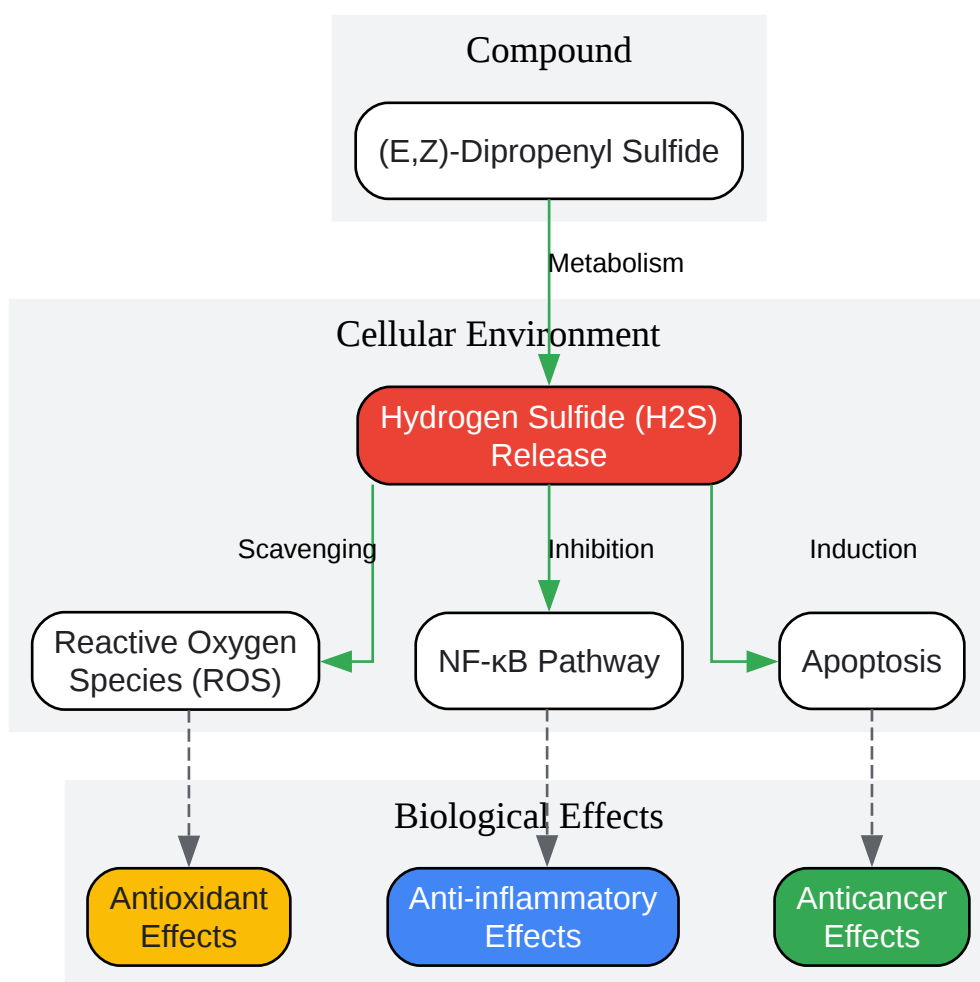 Compound
(E,Z)-Dipropenyl Sulfide
Metabolism
Cellular Environment
Hydrogen Sulfide (H2S)
Release
Scavenging
Inhibition
Induction
Reactive Oxygen
Species (ROS)
NF-κB Pathway
Apoptosis
Biological Effects
Antioxidant
Effects
Anti-inflammatory
Effects
Anticancer
Effects